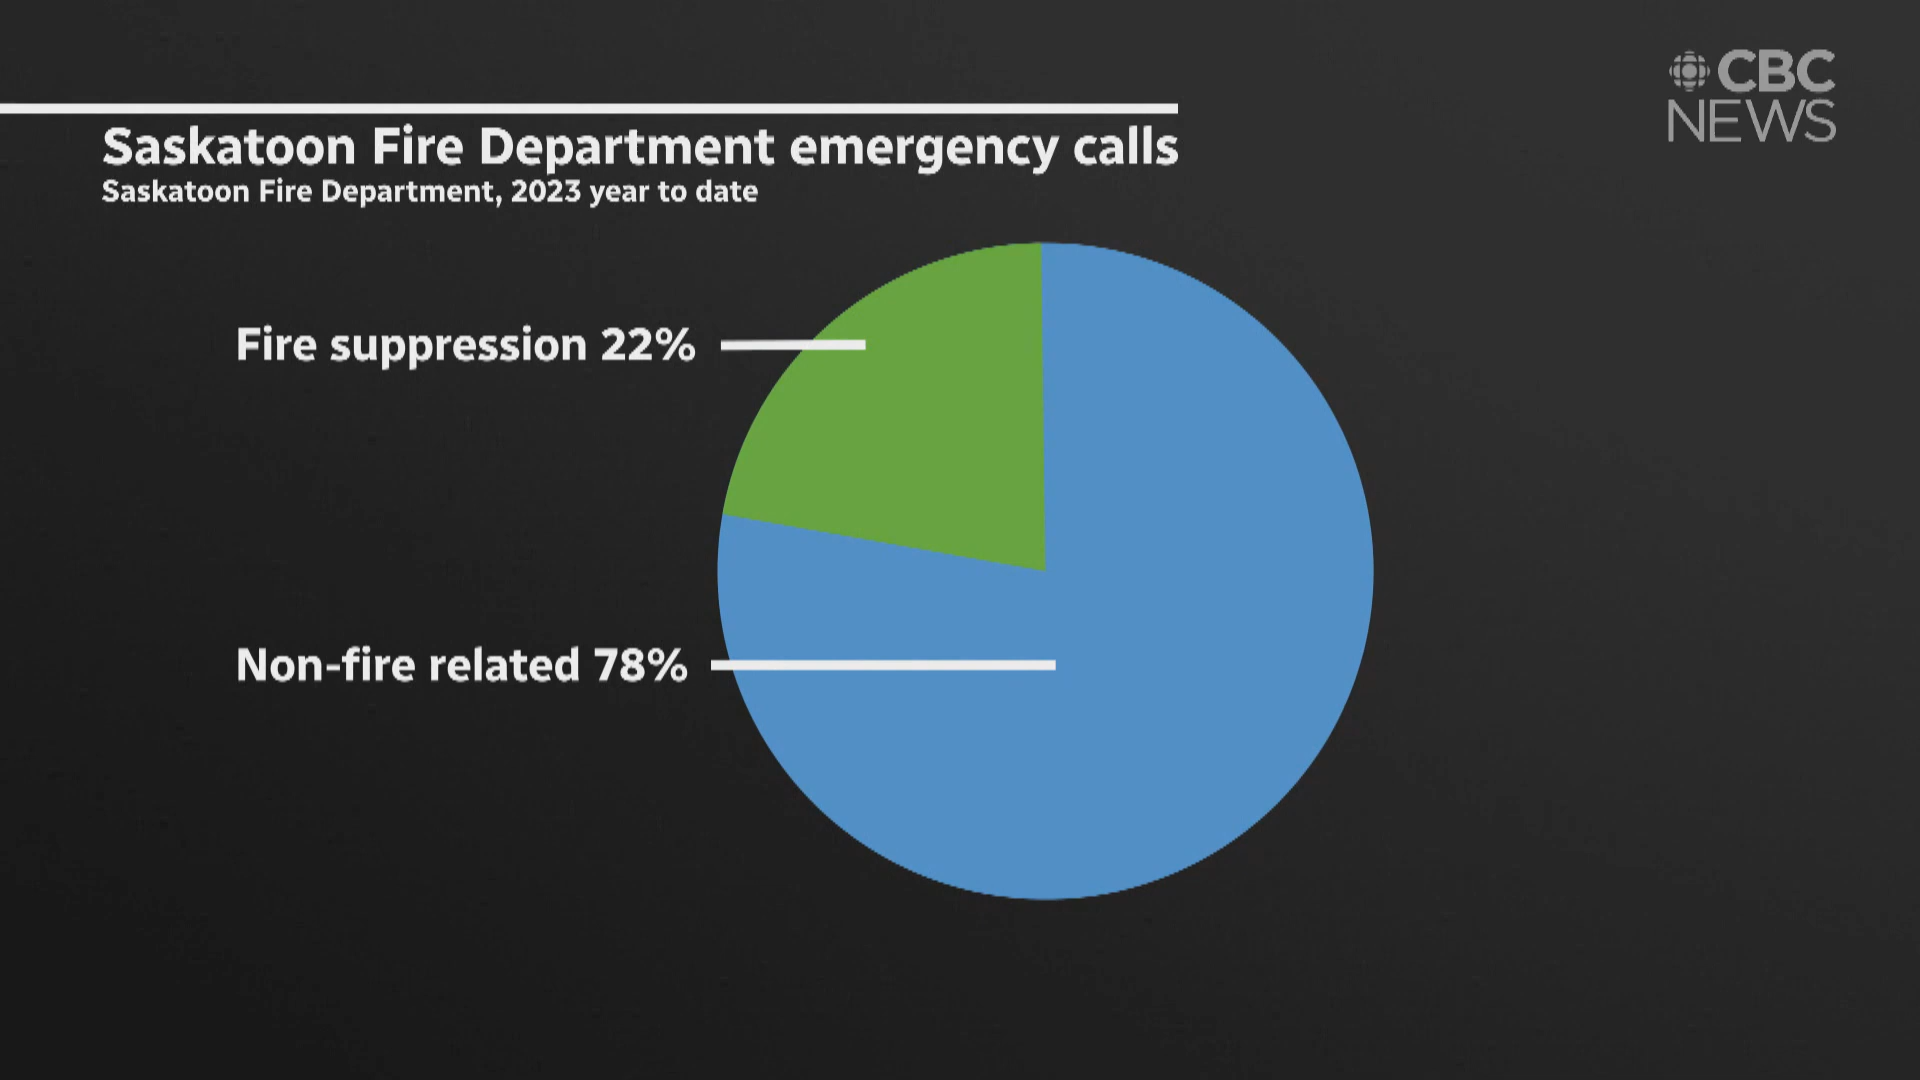 CBC
NEWS
Saskatoon Fire Department emergency calls
Saskatoon Fire Department, 2023 year to date
Fire suppression 22%
Non-fire related 78%